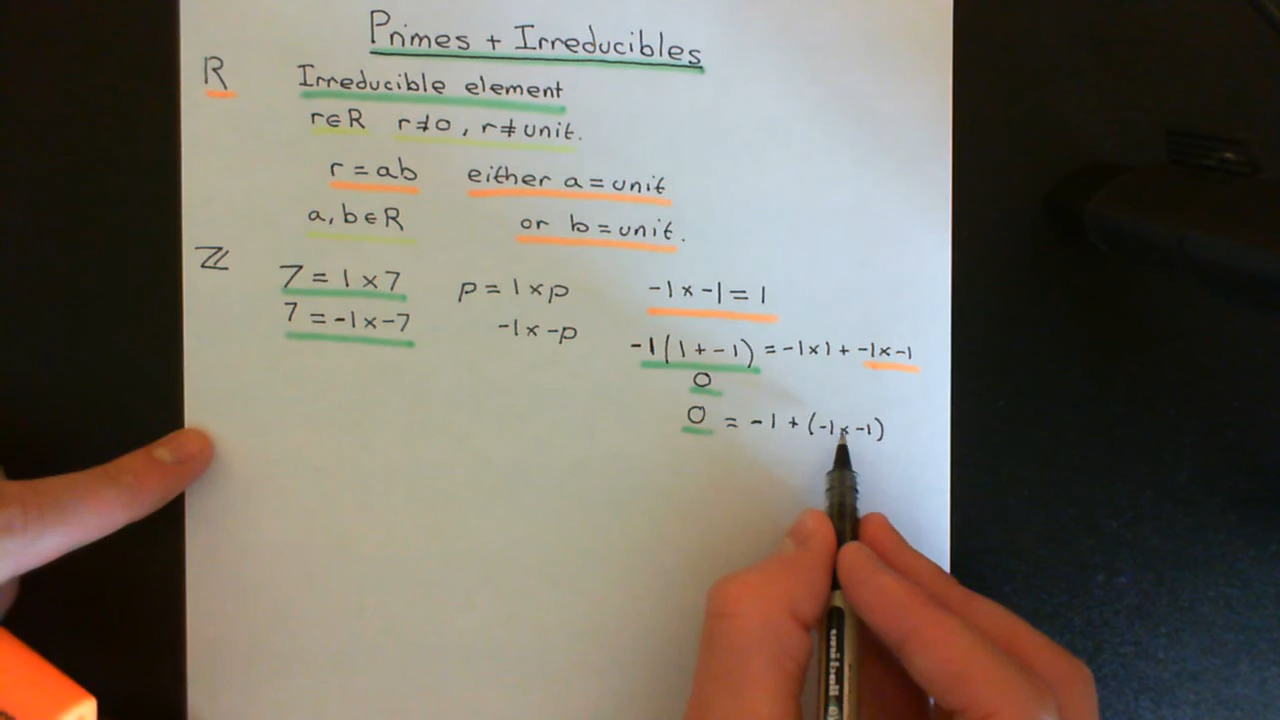 Primes + Irreducibles
R Irreducible element
r∈R r≠0, r≠unit.
r=ab either a=unit
a,b∈R or b=unit.
ℤ 7=1×7 p=1×p -1×-1=1
7=-1×-7 -1×-p
-1(1+-1)=-1×1+-1×-1
0
0 = -1+(-1×-1)
uniball